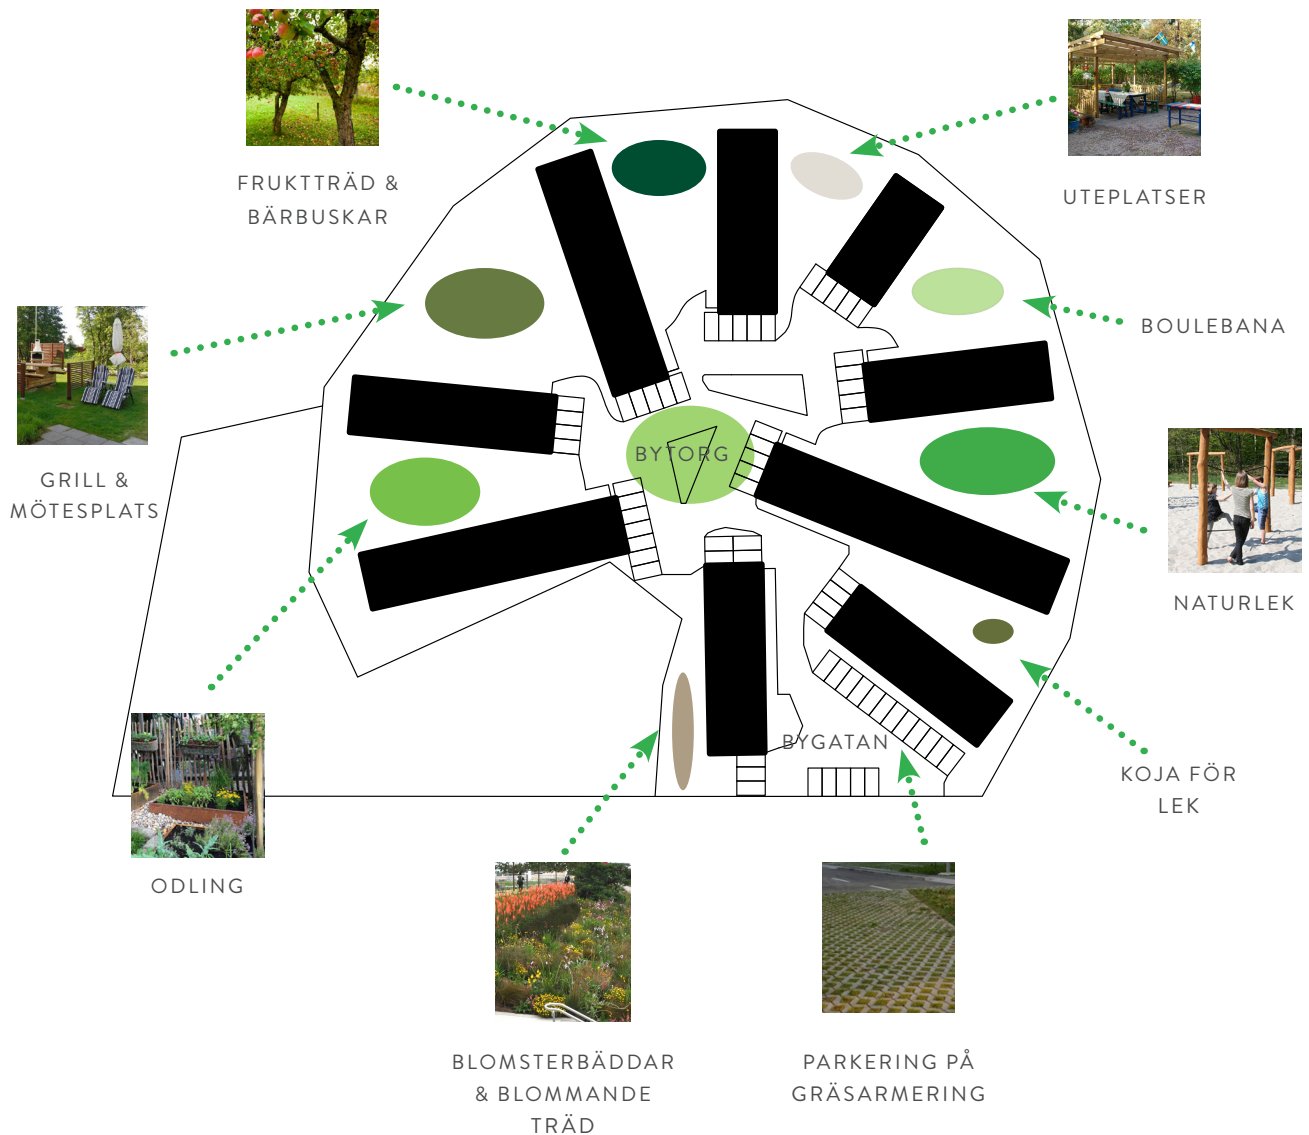 FRUKTTRÄD &
BÄRBUSKAR
UTEPLATSER
BOULEBANA
GRILL &
MÖTESPLATS
BYTORG
NATURLEK
BYGATAN
KOJA FÖR
LEK
ODLING
BLOMSTERBÄDDAR
& BLOMMANDE
TRÄD
PARKERING PÅ
GRÄSARMERING